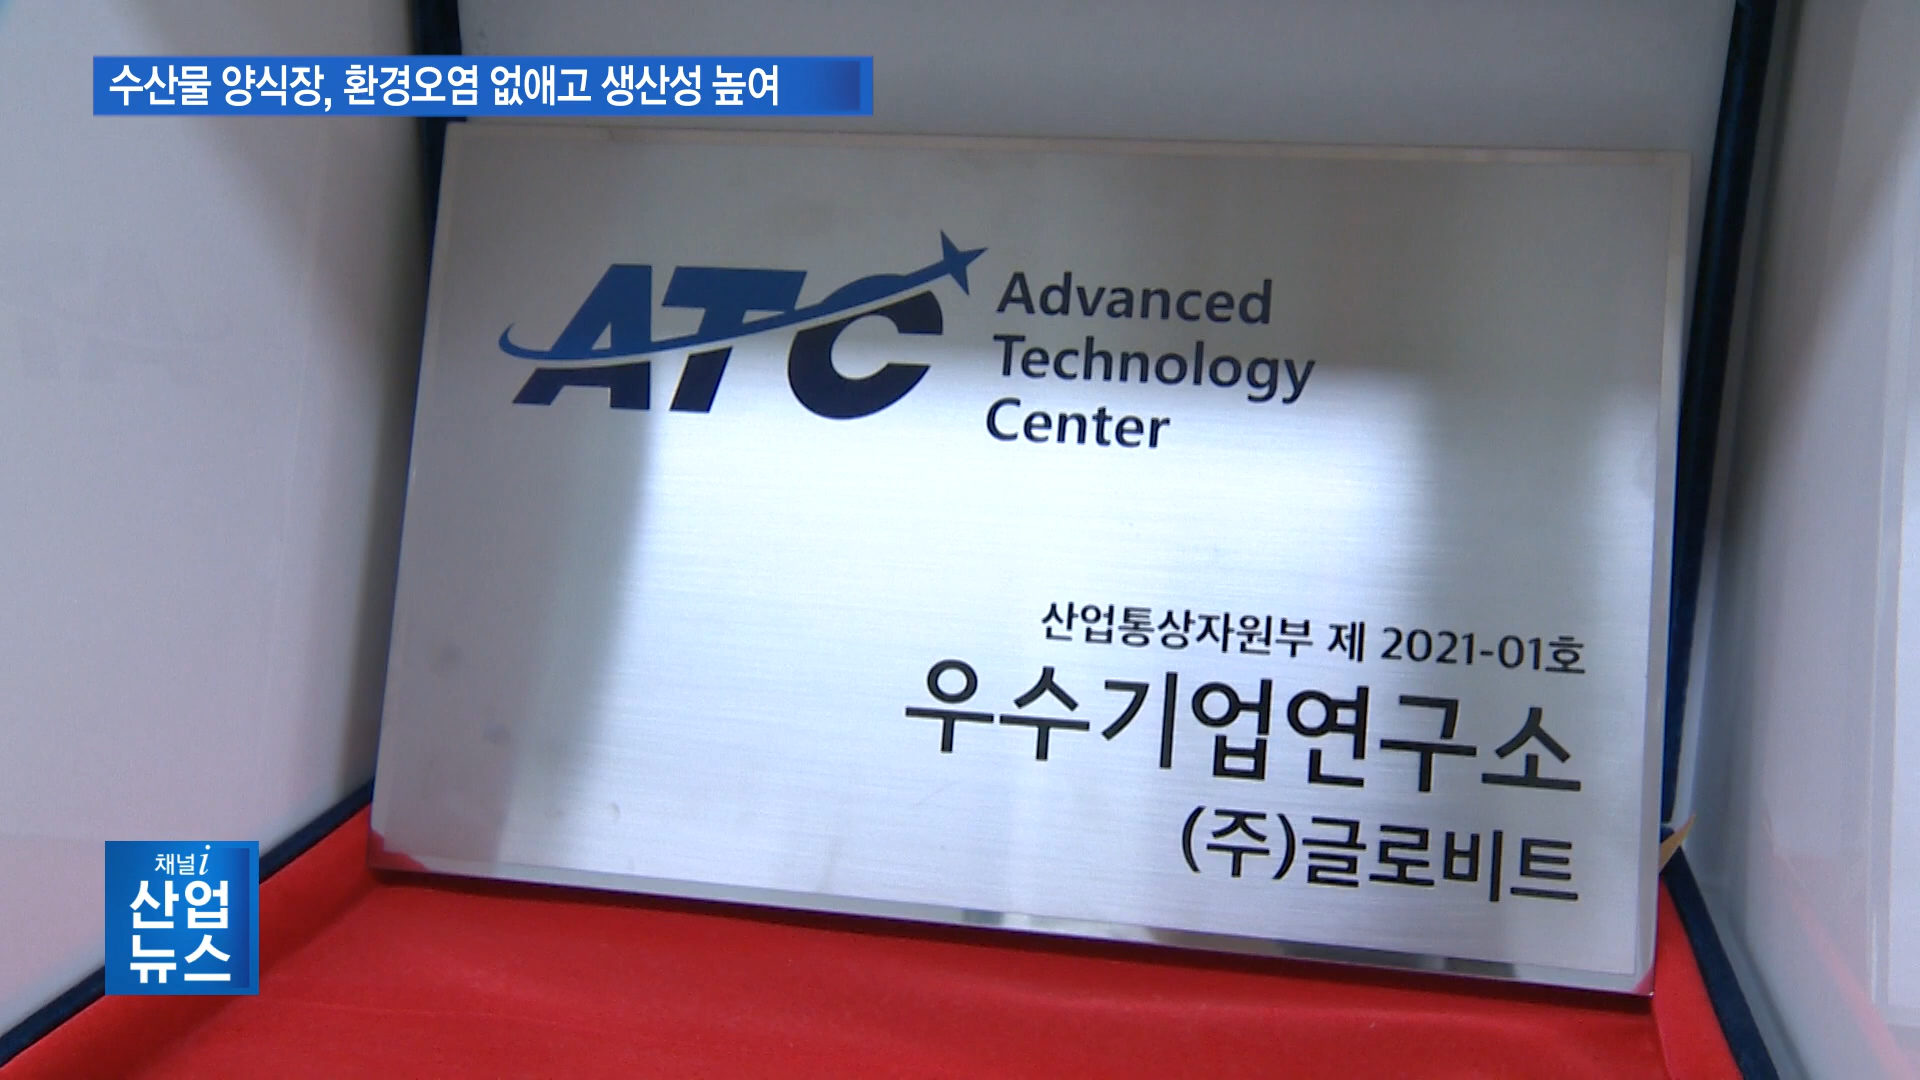 수산물 양식장, 환경오염 없애고 생산성 높여
ATC
Advanced
Technology
Center
산업통상자원부 제 2021-01호
우수기업연구소
(주)글로비트
채널i
산업
뉴스